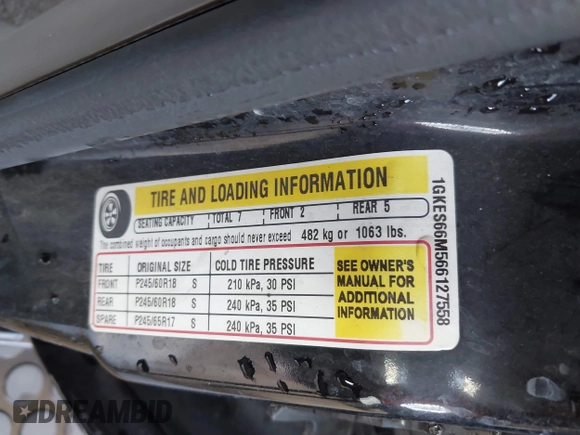 TIRE AND LOADING INFORMATION
SEATING CAPACITY TOTAL 7 FRONT 2 REAR 5
The combined weight of occupants and cargo should never exceed 482 kg or 1063 lbs.
TIRE ORIGINAL SIZE COLD TIRE PRESSURE
FRONT P245/60R18 S 210 kPa, 30 PSI
REAR P245/60R18 S 240 kPa, 35 PSI
SPARE P245/65R17 S 240 kPa, 35 PSI
SEE OWNER'S
MANUAL FOR
ADDITIONAL
INFORMATION
1GKES66M566127558
DREAMBID